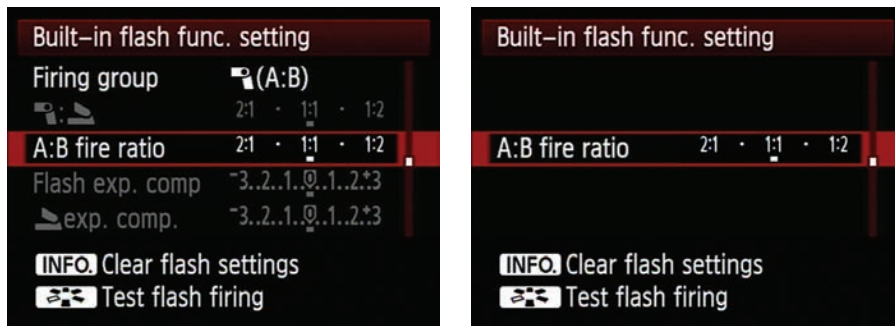 Built-in flash func. setting
Firing group (A:B)
: 2:1 · 1:1 · 1:2
A:B fire ratio 2:1 · 1:1 · 1:2
Flash exp. comp -3..2..1..0..1..2.+3
exp. comp. -3..2..1..0..1..2.+3
INFO. Clear flash settings
Test flash firing
Built-in flash func. setting
A:B fire ratio 2:1 · 1:1 · 1:2
INFO. Clear flash settings
Test flash firing